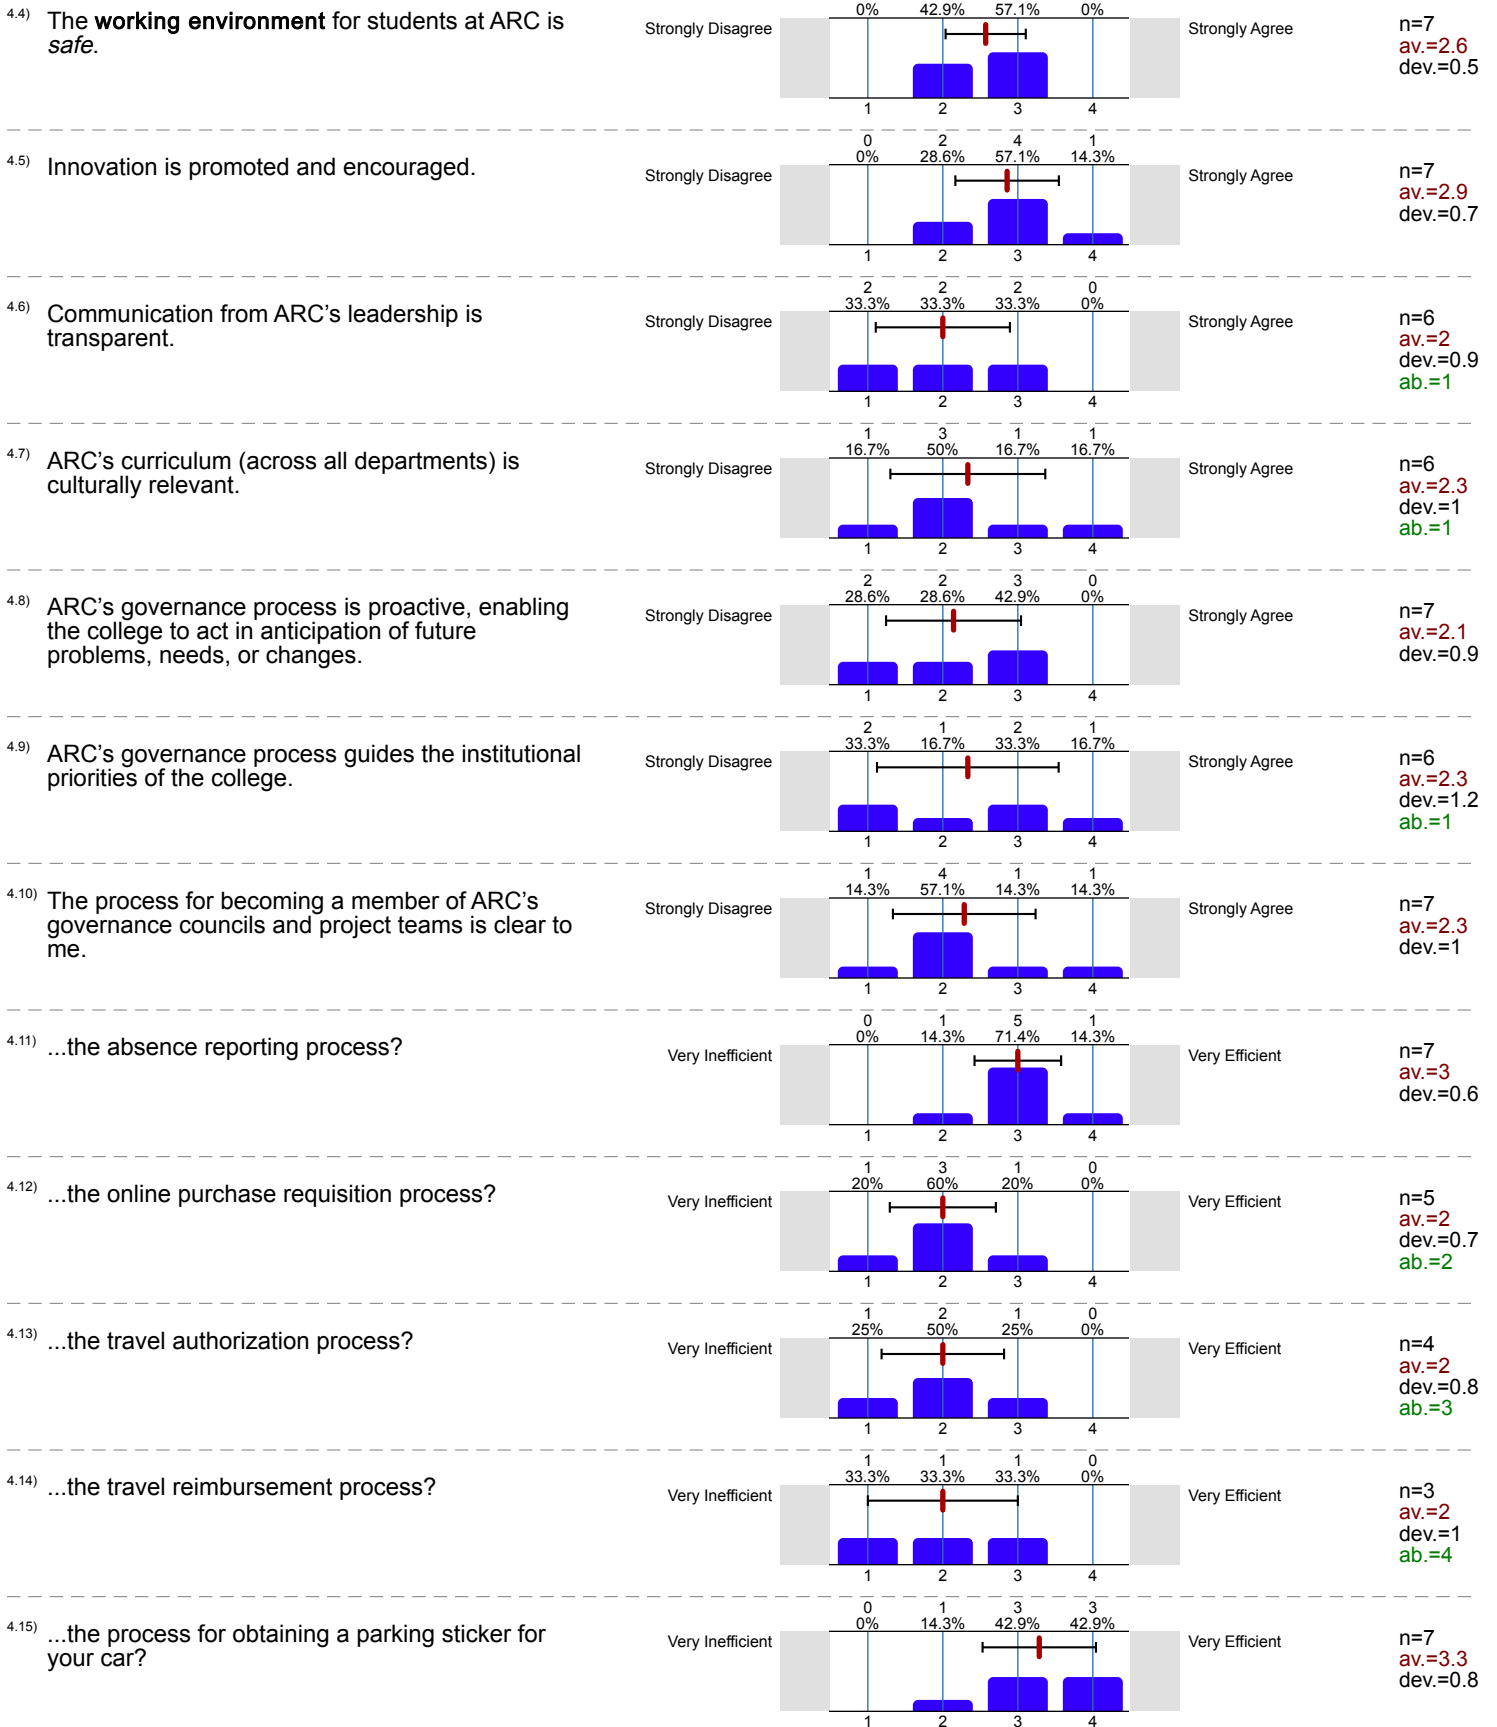 4.4) The working environment for students at ARC is
safe.
Strongly Disagree
0% 42.9% 57.1% 0%
1 2 3 4
Strongly Agree
n=7
av.=2.6
dev.=0.5
4.5) Innovation is promoted and encouraged.
Strongly Disagree
0 2 4 1
0% 28.6% 57.1% 14.3%
1 2 3 4
Strongly Agree
n=7
av.=2.9
dev.=0.7
4.6) Communication from ARC's leadership is
transparent.
Strongly Disagree
2 2 2 0
33.3% 33.3% 33.3% 0%
1 2 3 4
Strongly Agree
n=6
av.=2
dev.=0.9
ab.=1
4.7) ARC's curriculum (across all departments) is
culturally relevant.
Strongly Disagree
1 3 1 1
16.7% 50% 16.7% 16.7%
1 2 3 4
Strongly Agree
n=6
av.=2.3
dev.=1
ab.=1
4.8) ARC's governance process is proactive, enabling
the college to act in anticipation of future
problems, needs, or changes.
Strongly Disagree
2 2 3 0
28.6% 28.6% 42.9% 0%
1 2 3 4
Strongly Agree
n=7
av.=2.1
dev.=0.9
4.9) ARC's governance process guides the institutional
priorities of the college.
Strongly Disagree
2 1 2 1
33.3% 16.7% 33.3% 16.7%
1 2 3 4
Strongly Agree
n=6
av.=2.3
dev.=1.2
ab.=1
4.10) The process for becoming a member of ARC's
governance councils and project teams is clear to
me.
Strongly Disagree
1 4 1 1
14.3% 57.1% 14.3% 14.3%
1 2 3 4
Strongly Agree
n=7
av.=2.3
dev.=1
4.11) ...the absence reporting process?
Very Inefficient
0 1 5 1
0% 14.3% 71.4% 14.3%
1 2 3 4
Very Efficient
n=7
av.=3
dev.=0.6
4.12) ...the online purchase requisition process?
Very Inefficient
1 3 1 0
20% 60% 20% 0%
1 2 3 4
Very Efficient
n=5
av.=2
dev.=0.7
ab.=2
4.13) ...the travel authorization process?
Very Inefficient
1 2 1 0
25% 50% 25% 0%
1 2 3 4
Very Efficient
n=4
av.=2
dev.=0.8
ab.=3
4.14) ...the travel reimbursement process?
Very Inefficient
1 1 1 0
33.3% 33.3% 33.3% 0%
1 2 3 4
Very Efficient
n=3
av.=2
dev.=1
ab.=4
4.15) ...the process for obtaining a parking sticker for
your car?
Very Inefficient
0 1 3 3
0% 14.3% 42.9% 42.9%
1 2 3 4
Very Efficient
n=7
av.=3.3
dev.=0.8